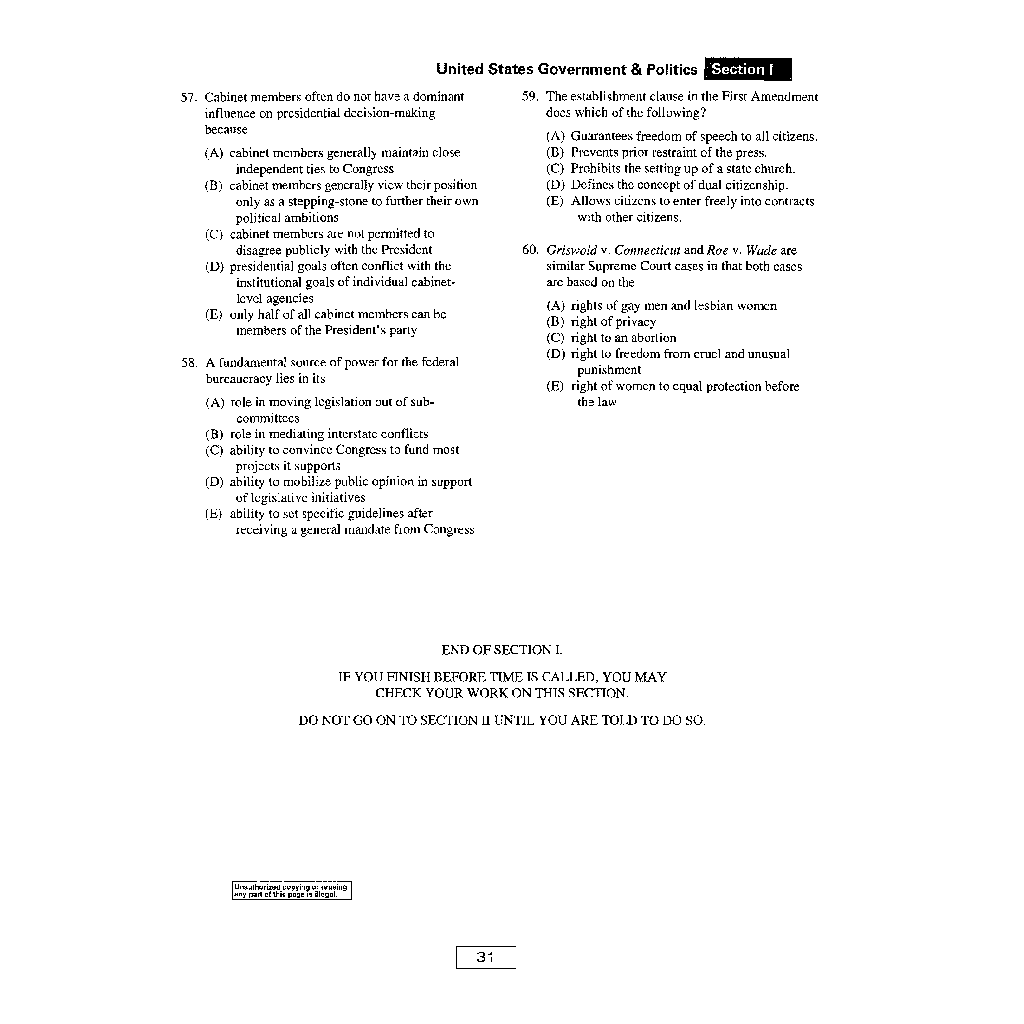 United States Government & Politics Section I
57. Cabinet members often do not have a dominant
influence on presidential decision-making
because
(A) cabinet members generally maintain close
independent ties to Congress
(B) cabinet members generally view their position
only as a stepping-stone to further their own
political ambitions
(C) cabinet members are not permitted to
disagree publicly with the President
(D) presidential goals often conflict with the
institutional goals of individual cabinet-
level agencies
(E) only half of all cabinet members can be
members of the President's party
58. A fundamental source of power for the federal
bureaucracy lies in its
(A) role in moving legislation out of sub-
committees
(B) role in mediating interstate conflicts
(C) ability to convince Congress to fund most
projects it supports
(D) ability to mobilize public opinion in support
of legislative initiatives
(E) ability to set specific guidelines after
receiving a general mandate from Congress
59. The establishment clause in the First Amendment
does which of the following?
(A) Guarantees freedom of speech to all citizens.
(B) Prevents prior restraint of the press.
(C) Prohibits the setting up of a state church.
(D) Defines the concept of dual citizenship.
(E) Allows citizens to enter freely into contracts
with other citizens.
60. Griswold v. Connecticut and Roe v. Wade are
similar Supreme Court cases in that both cases
are based on the
(A) rights of gay men and lesbian women
(B) right of privacy
(C) right to an abortion
(D) right to freedom from cruel and unusual
punishment
(E) right of women to equal protection before
the law
END OF SECTION I.
IF YOU FINISH BEFORE TIME IS CALLED, YOU MAY
CHECK YOUR WORK ON THIS SECTION.
DO NOT GO ON TO SECTION II UNTIL YOU ARE TOLD TO DO SO.
Unauthorized copying or reusing
any part of this page is illegal.
31